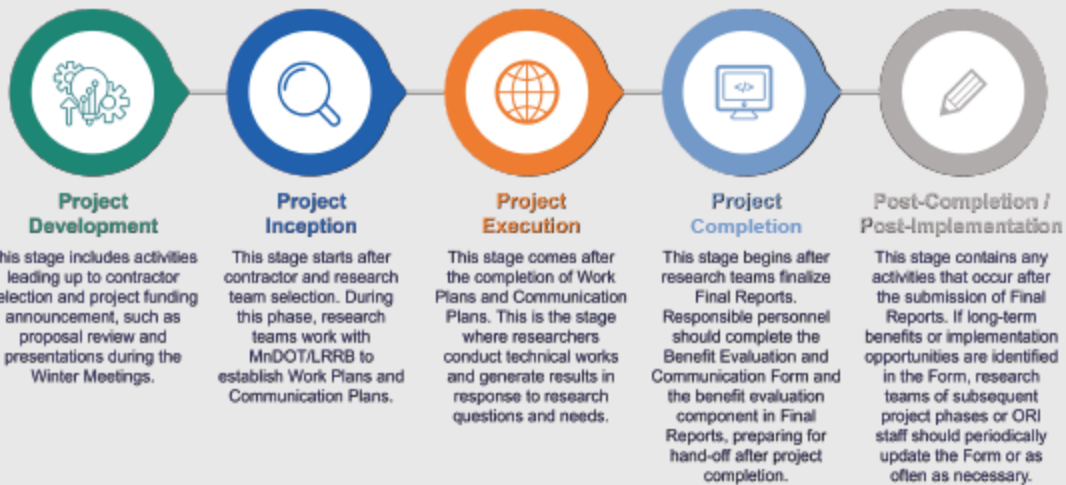 </>
Project
Development
his stage includes activities
leading up to contractor
election and project funding
announcement, such as
proposal review and
presentations during the
Winter Meetings.
Project
Inception
This stage starts after
contractor and research
team selection. During
this phase, research
teams work with
MnDOT/LRRB to
establish Work Plans and
Communication Plans.
Project
Execution
This stage comes after
the completion of Work
Plans and Communication
Plans. This is the stage
where researchers
conduct technical works
and generate results in
response to research
questions and needs.
Project
Completion
This stage begins after
research teams finalize
Final Reports.
Responsible personnel
should complete the
Benefit Evaluation and
Communication Form and
the benefit evaluation
component in Final
Reports, preparing for
hand-off after project
completion.
Post-Completion /
Post-Implementation
This stage contains any
activities that occur after
the submission of Final
Reports. If long-term
benefits or implementation
opportunities are identified
in the Form, research
teams of subsequent
project phases or ORI
staff should periodically
update the Form or as
often as necessary.